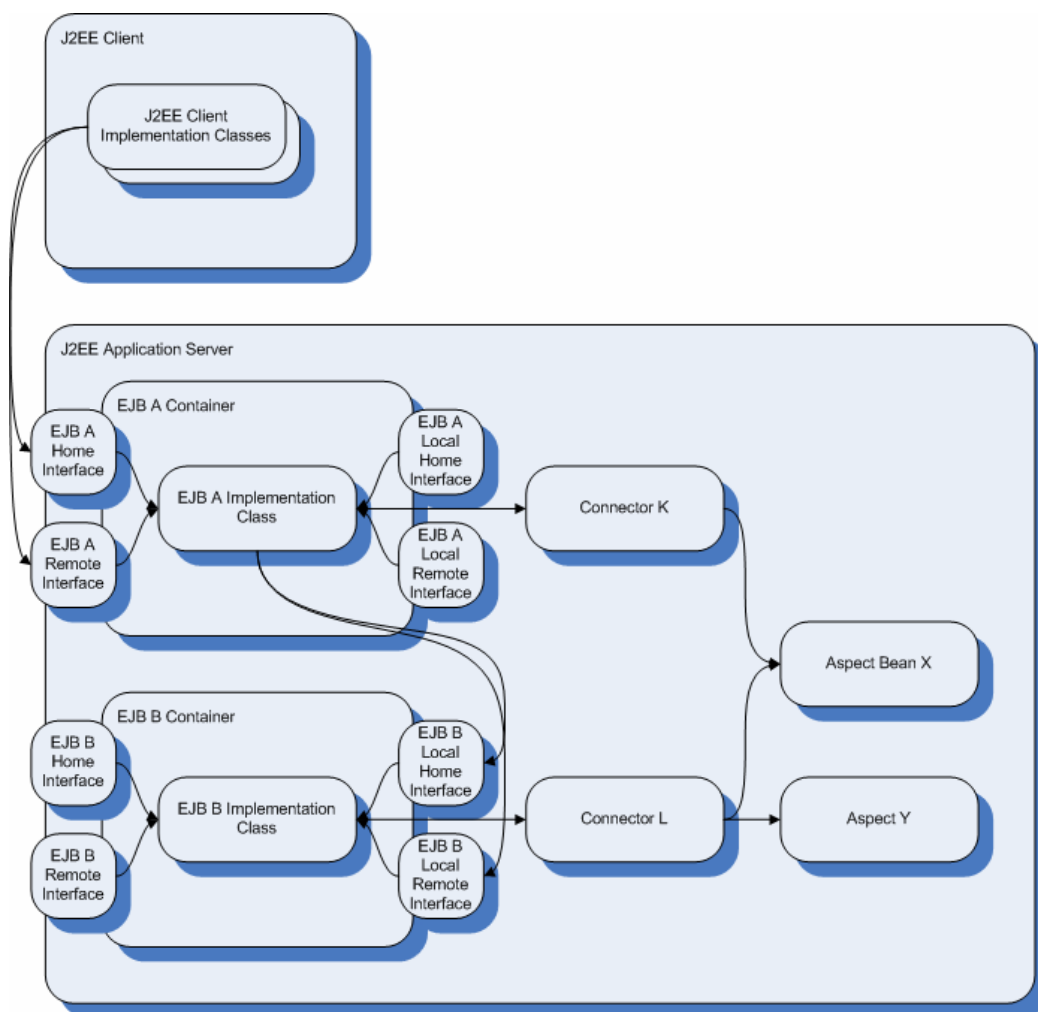 J2EE Client
J2EE Client
Implementation Classes
J2EE Application Server
EJB A Container
EJB A
Home
Interface
EJB A
Local
Home
Interface
EJB A Implementation
Class
Connector K
EJB A
Remote
Interface
EJB A
Local
Remote
Interface
Aspect Bean X
EJB B Container
EJB B
Home
Interface
EJB B
Local
Home
Interface
EJB B Implementation
Class
Connector L
Aspect Y
EJB B
Remote
Interface
EJB B
Local
Remote
Interface